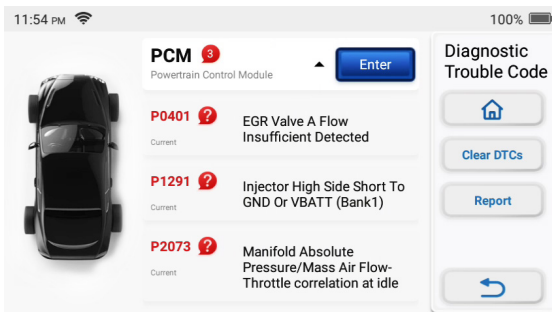 11:54 PM
100%
PCM 3
Powertrain Control Module
Enter
P0401 ?
Current
EGR Valve A Flow
Insufficient Detected
P1291 ?
Current
Injector High Side Short To
GND Or VBATT (Bank1)
P2073 ?
Current
Manifold Absolute
Pressure/Mass Air Flow-
Throttle correlation at idle
Diagnostic
Trouble Code
Clear DTCs
Report